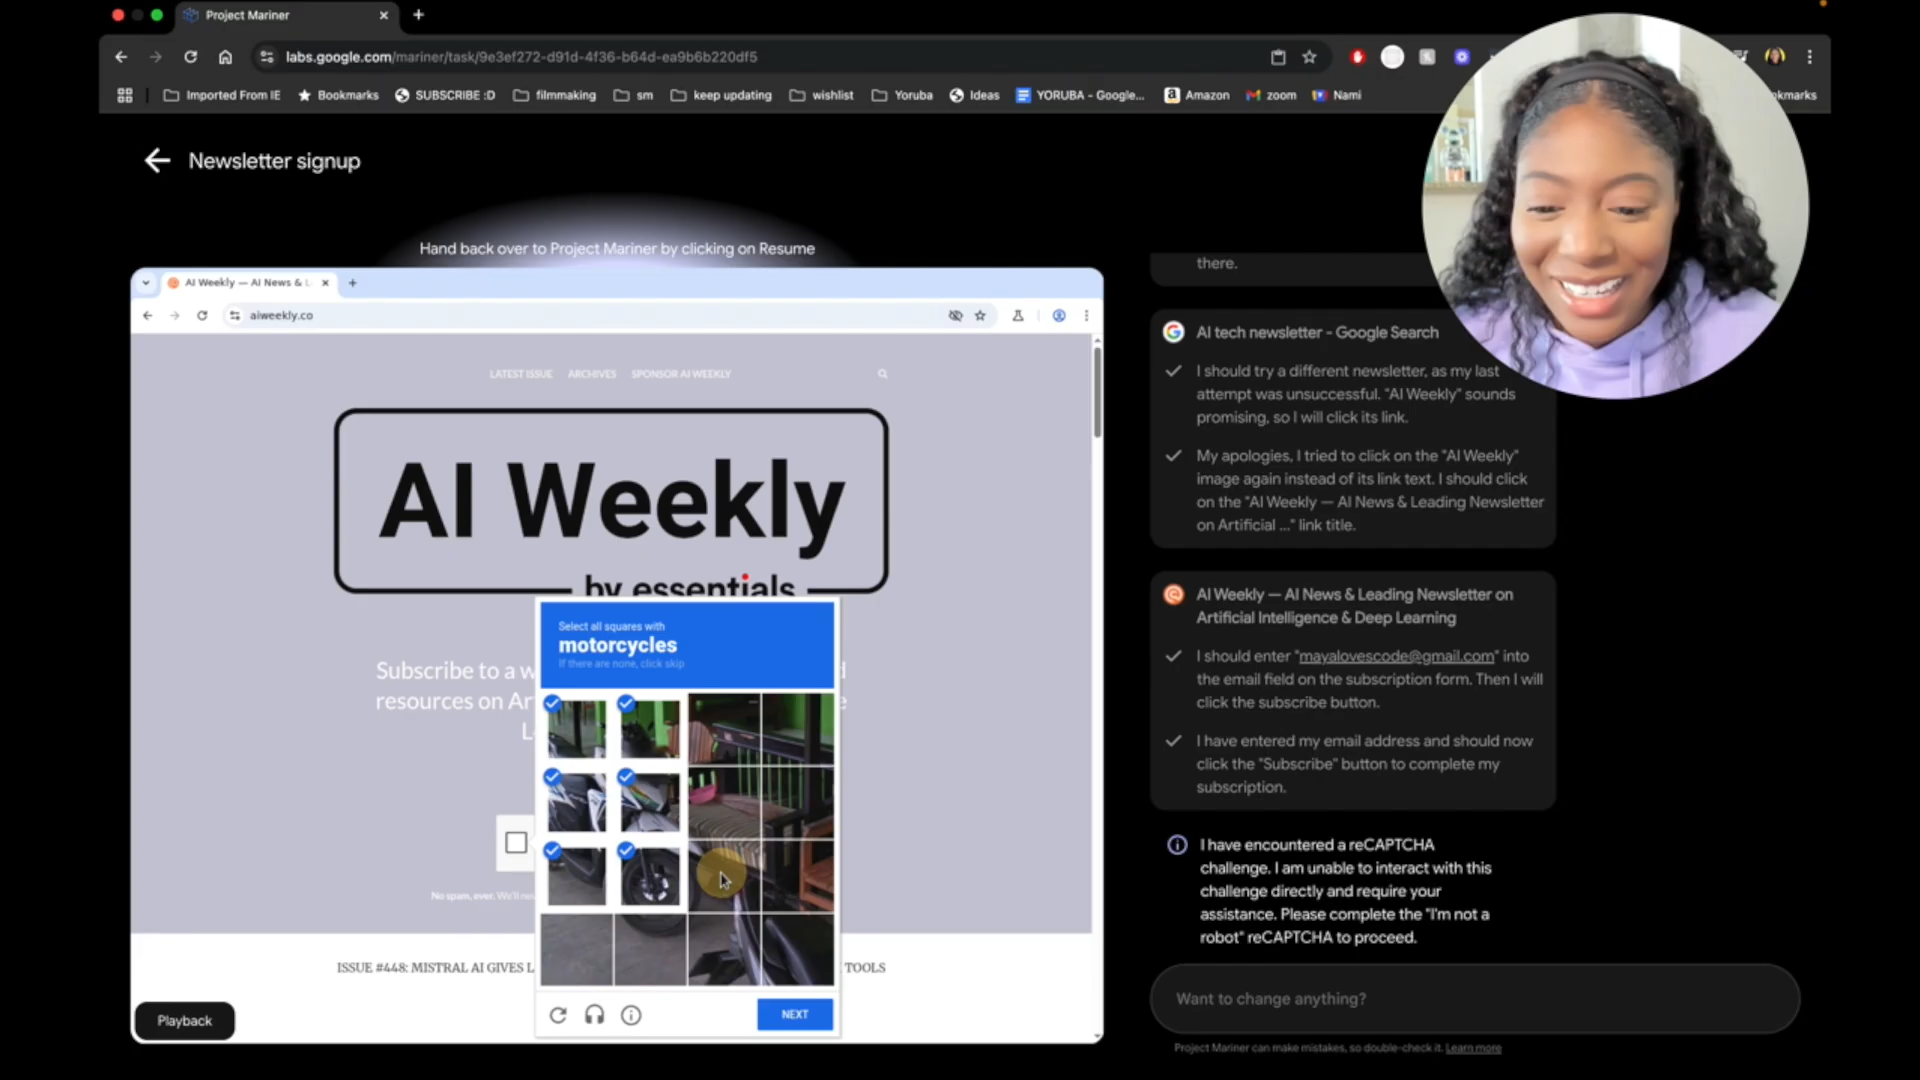 Project Mariner
labs.google.com/mariner/task/9e3ef272-d91d-4f36-b64d-ea9b6b220df5
Imported From IE
Bookmarks
SUBSCRIBE :D
filmmaking
sm
keep updating
wishlist
Yoruba
Ideas
YORUBA - Google...
Amazon
zoom
Nami
kmarks
Newsletter signup
Hand back over to Project Mariner by clicking on Resume
AI Weekly — AI News & L
aiweekly.co
LATEST ISSUE ARCHIVES SPONSOR AI WEEKLY
AI Weekly
by essentials
Subscribe to a w
resources on Ar
L
Select all squares with
motorcycles
If there are none, click skip
No spam, ever. We'll
ISSUE #448: MISTRAL AI GIVES L
TOOLS
NEXT
Playback
there.
AI tech newsletter - Google Search
I should try a different newsletter, as my last
attempt was unsuccessful. "AI Weekly" sounds
promising, so I will click its link.
My apologies, I tried to click on the "AI Weekly"
image again instead of its link text. I should click
on the "AI Weekly — AI News & Leading Newsletter
on Artificial ..." link title.
AI Weekly — AI News & Leading Newsletter on
Artificial Intelligence & Deep Learning
I should enter "mayalovescode@gmail.com" into
the email field on the subscription form. Then I will
click the subscribe button.
I have entered my email address and should now
click the "Subscribe" button to complete my
subscription.
I have encountered a reCAPTCHA
challenge. I am unable to interact with this
challenge directly and require your
assistance. Please complete the "I'm not a
robot" reCAPTCHA to proceed.
Want to change anything?
Project Mariner can make mistakes, so double-check it. Learn more